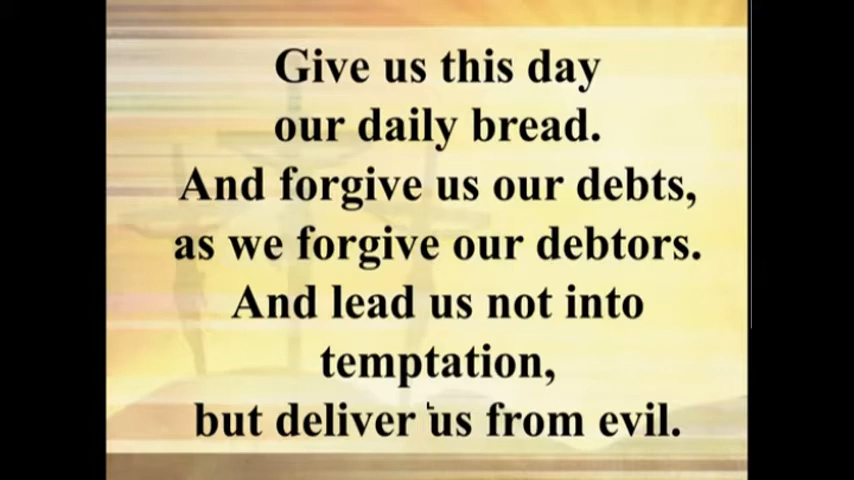 Give us this day
our daily bread.
And forgive us our debts,
as we forgive our debtors.
And lead us not into
temptation,
but deliver us from evil.